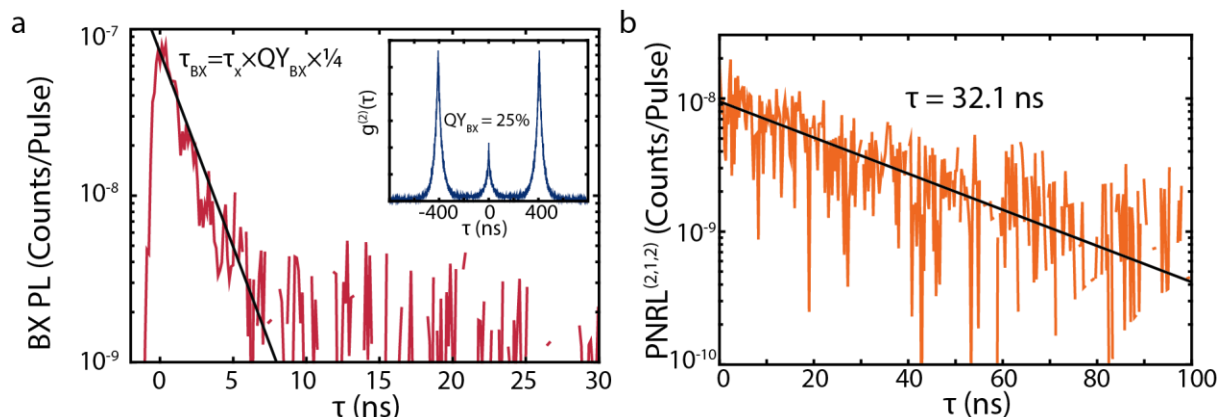 a
BX PL (Counts/Pulse)
10⁻⁷
10⁻⁸
10⁻⁹
τBX=τx×QYBX×¼
g⁽²⁾(τ)
QYBX = 25%
-400 0 400
τ (ns)
0 5 10 15 20 25 30
τ (ns)
b
PNRL⁽²,¹,²⁾ (Counts/Pulse)
10⁻⁸
10⁻⁹
10⁻¹⁰
τ = 32.1 ns
0 20 40 60 80 100
τ (ns)